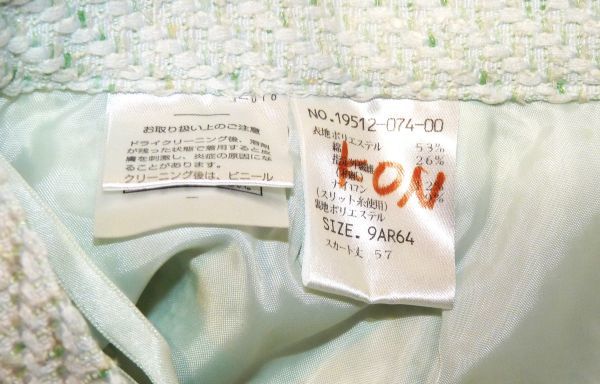 お取り扱い上のご注意
ドライクリーニング後、溶剤
が残った状態で着用すると皮
膚を刺激し、炎症の原因にな
ることがあります。
クリーニング後は、ビニール
NO.19512-074-00
表地 ポリエステル 53%
綿 26%
ナイロン
(スリット糸使用)
裏地 ポリエステル
SIZE. 9AR64
スカート丈 57